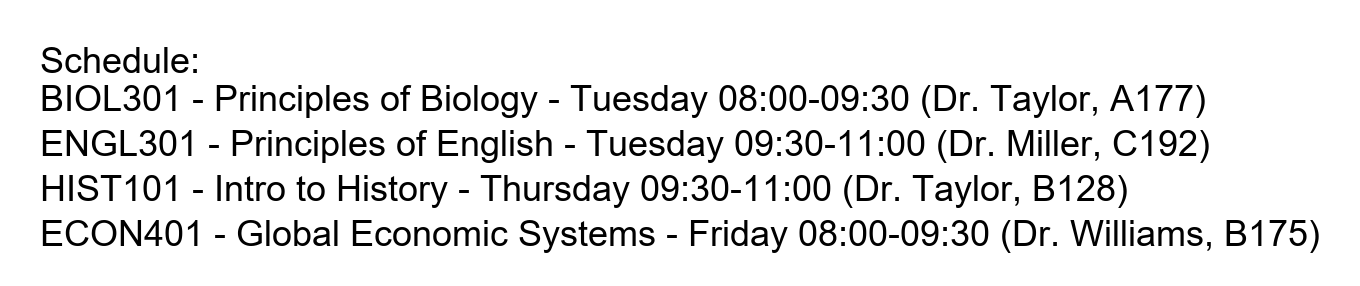 Schedule:
BIOL301 - Principles of Biology - Tuesday 08:00-09:30 (Dr. Taylor, A177)
ENGL301 - Principles of English - Tuesday 09:30-11:00 (Dr. Miller, C192)
HIST101 - Intro to History - Thursday 09:30-11:00 (Dr. Taylor, B128)
ECON401 - Global Economic Systems - Friday 08:00-09:30 (Dr. Williams, B175)